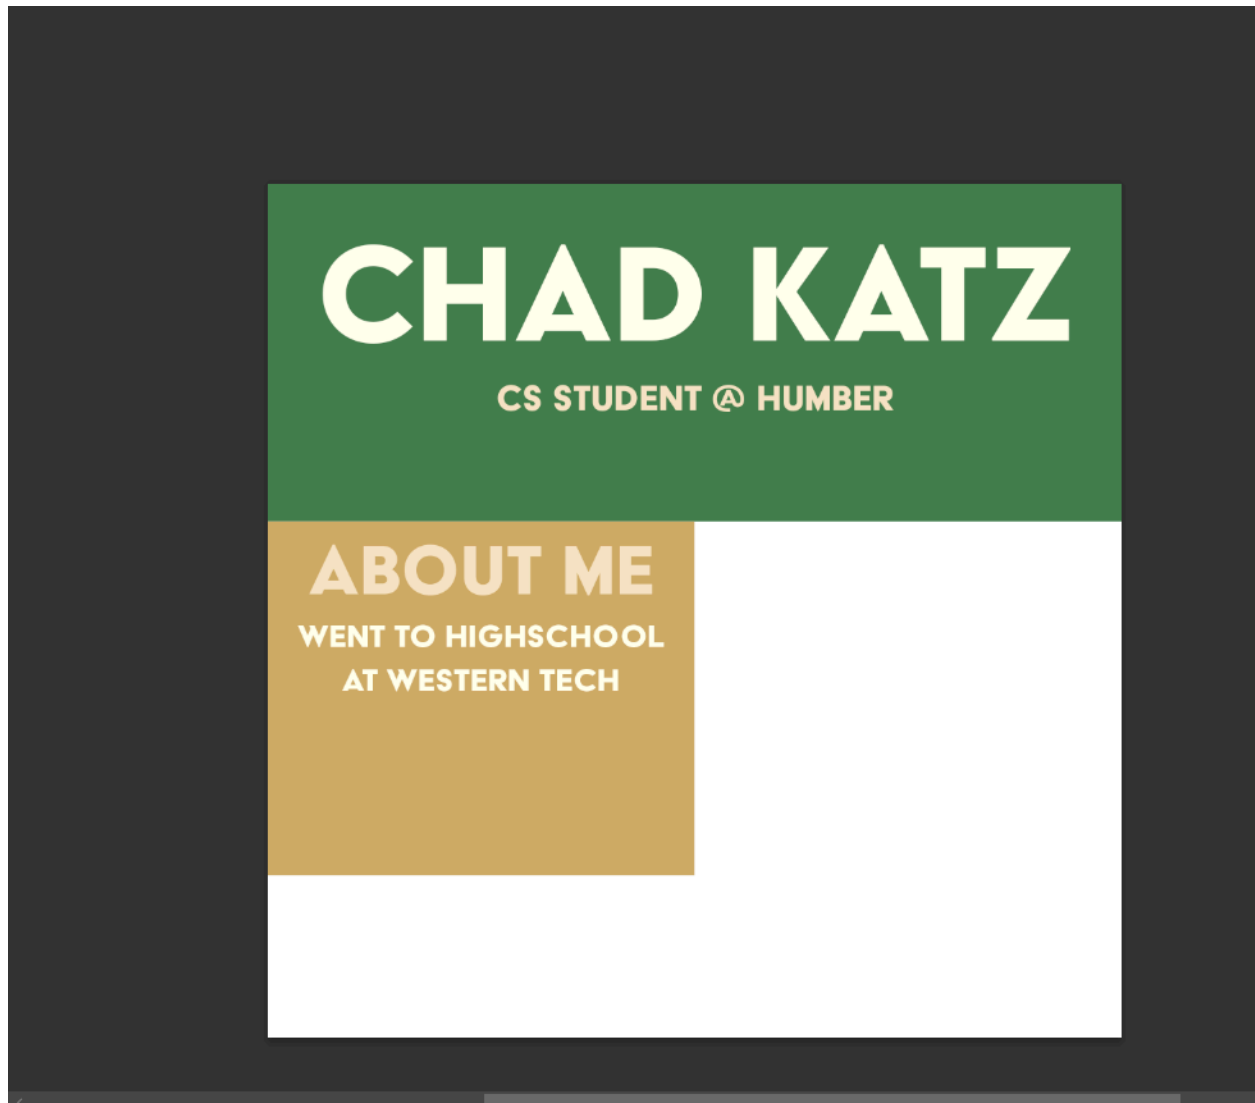 CHAD KATZ
CS STUDENT @ HUMBER
ABOUT ME
WENT TO HIGHSCHOOL
AT WESTERN TECH